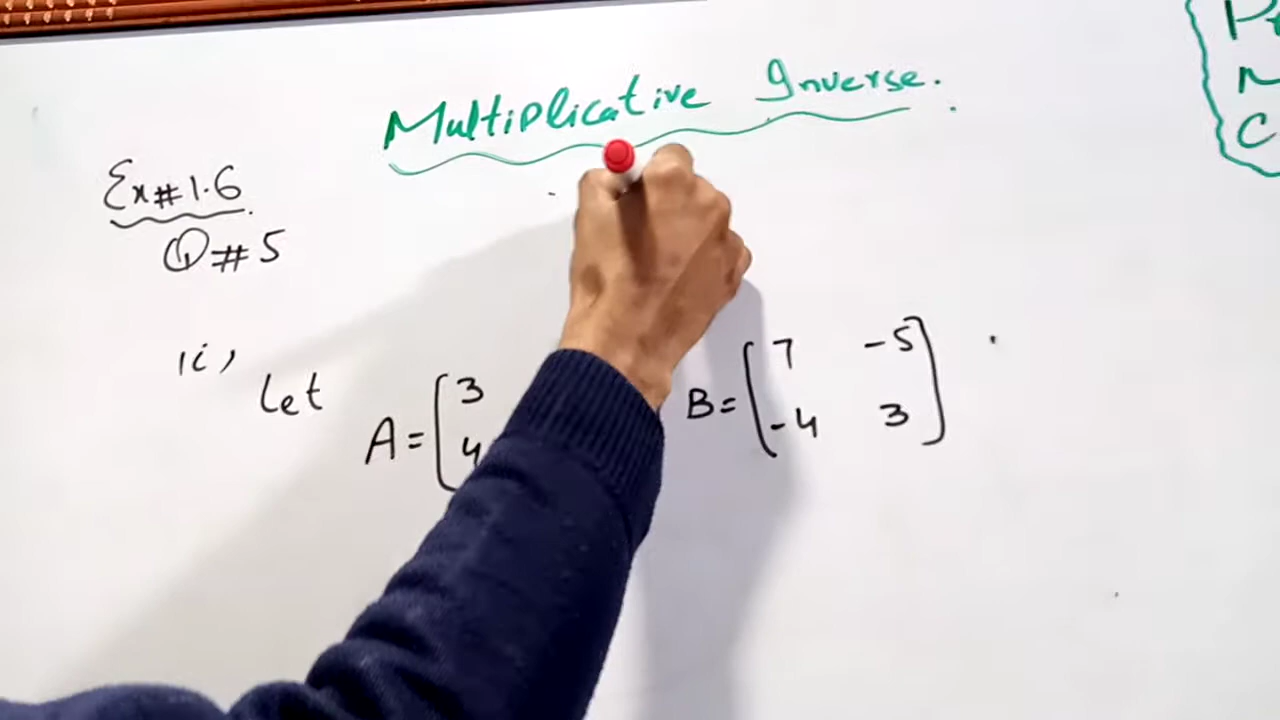 Multiplicative Inverse.
Ex#1.6
Q#5
Let
A= [ 3
4
B= [ 7 -5
-4 3 ]
C